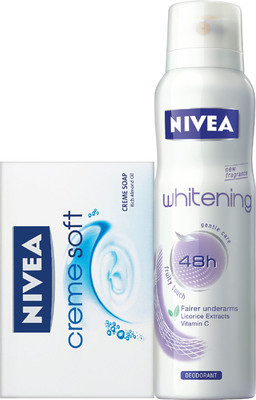 NIVEA
creme soft
CREME SOAP
Rich Almond Oil
NIVEA
new
fragrance
whitening
gentle care
48h
fruity touch
Fairer underarms
Licorice Extracts
Vitamin C
DEODORANT